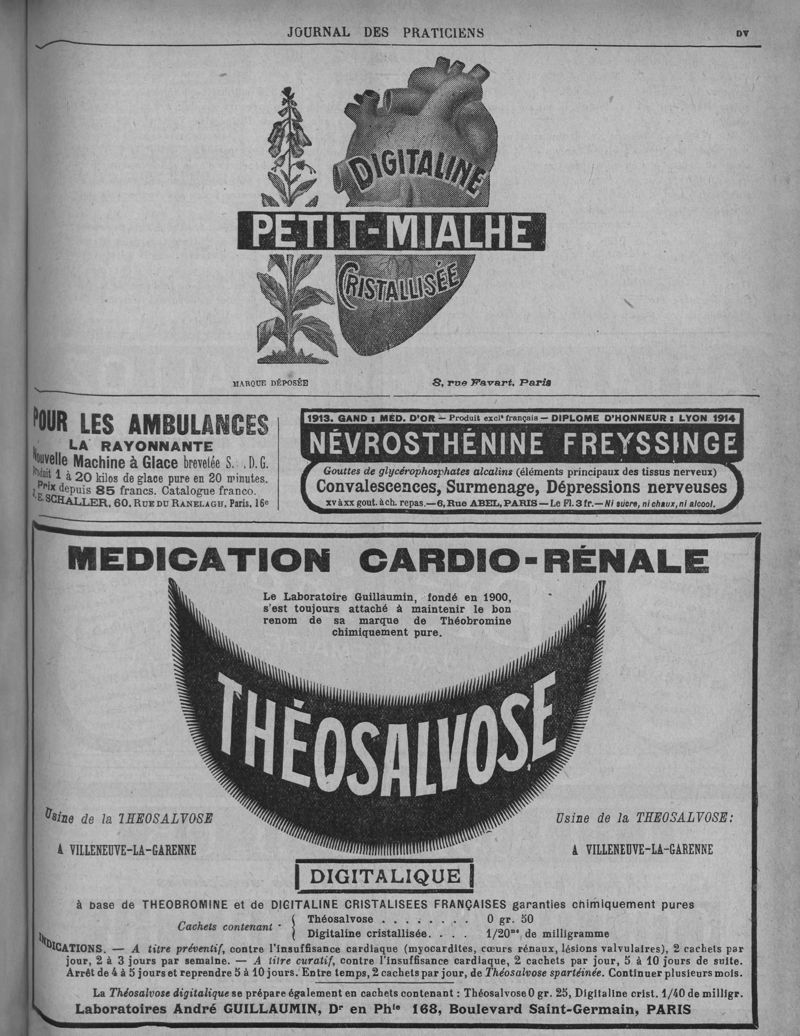 JOURNAL DES PRATICIENS
DV
DIGITALINE
PETIT-MIALHE
CRISTALLISÉE
MARQUE DÉPOSÉE
8, rue Favart, Paris
POUR LES AMBULANCES
LA RAYONNANTE
Nouvelle Machine à Glace brevelée S. .D.G.
Produit 1 à 20 kilos de glace pure en 20 minutes.
Prix depuis 85 francs. Catalogue franco.
E. SCHALLER, 60, RUE DU RANELAGH, Paris, 16e
1913. GAND : MED. D'OR — Produit exclt français — DIPLOME D'HONNEUR : LYON 1914
NÉVROSTHÉNINE FREYSSINGE
Gouttes de glycérophosphates alcalins (éléments principaux des tissus nerveux)
Convalescences, Surmenage, Dépressions nerveuses
xv à xx gout. à ch. repas. — 6, Rue ABEL, PARIS — Le Fl. 3 fr. — Ni sucre, ni chaux, ni alcool.
MEDICATION CARDIO-RÉNALE
Le Laboratoire Guillaumin, fondé en 1900,
s'est toujours attaché à maintenir le bon
renom de sa marque de Théobromine
chimiquement pure.
THÉOSALVOSE
Usine de la THEOSALVOSE
À VILLENEUVE-LA-GARENNE
Usine de la THEOSALVOSE:
À VILLENEUVE-LA-GARENNE
DIGITALIQUE
à base de THEOBROMINE et de DIGITALINE CRISTALISEES FRANÇAISES garanties chimiquement pures
Cachets contenant
Théosalvose . . . . . . . . 0 gr. 50
Digitaline cristallisée. . . . 1/20me de milligramme
INDICATIONS. — A titre préventif, contre l'insuffisance cardiaque (myocardites, cœurs rénaux, lésions valvulaires), 2 cachets par
jour, 2 à 3 jours par semaine. — A titre curatif, contre l'insuffisance cardiaque, 2 cachets par jour, 5 à 10 jours de suite.
Arrêt de 4 à 5 jours et reprendre 5 à 10 jours. Entre temps, 2 cachets par jour, de Théosalvose spartéinée. Continuer plusieurs mois.
La Théosalvose digitalique se prépare également en cachets contenant : Théosalvose 0 gr. 25, Digitaline crist. 1/40 de milligr.
Laboratoires André GUILLAUMIN, Dr en Phie 168, Boulevard Saint-Germain, PARIS